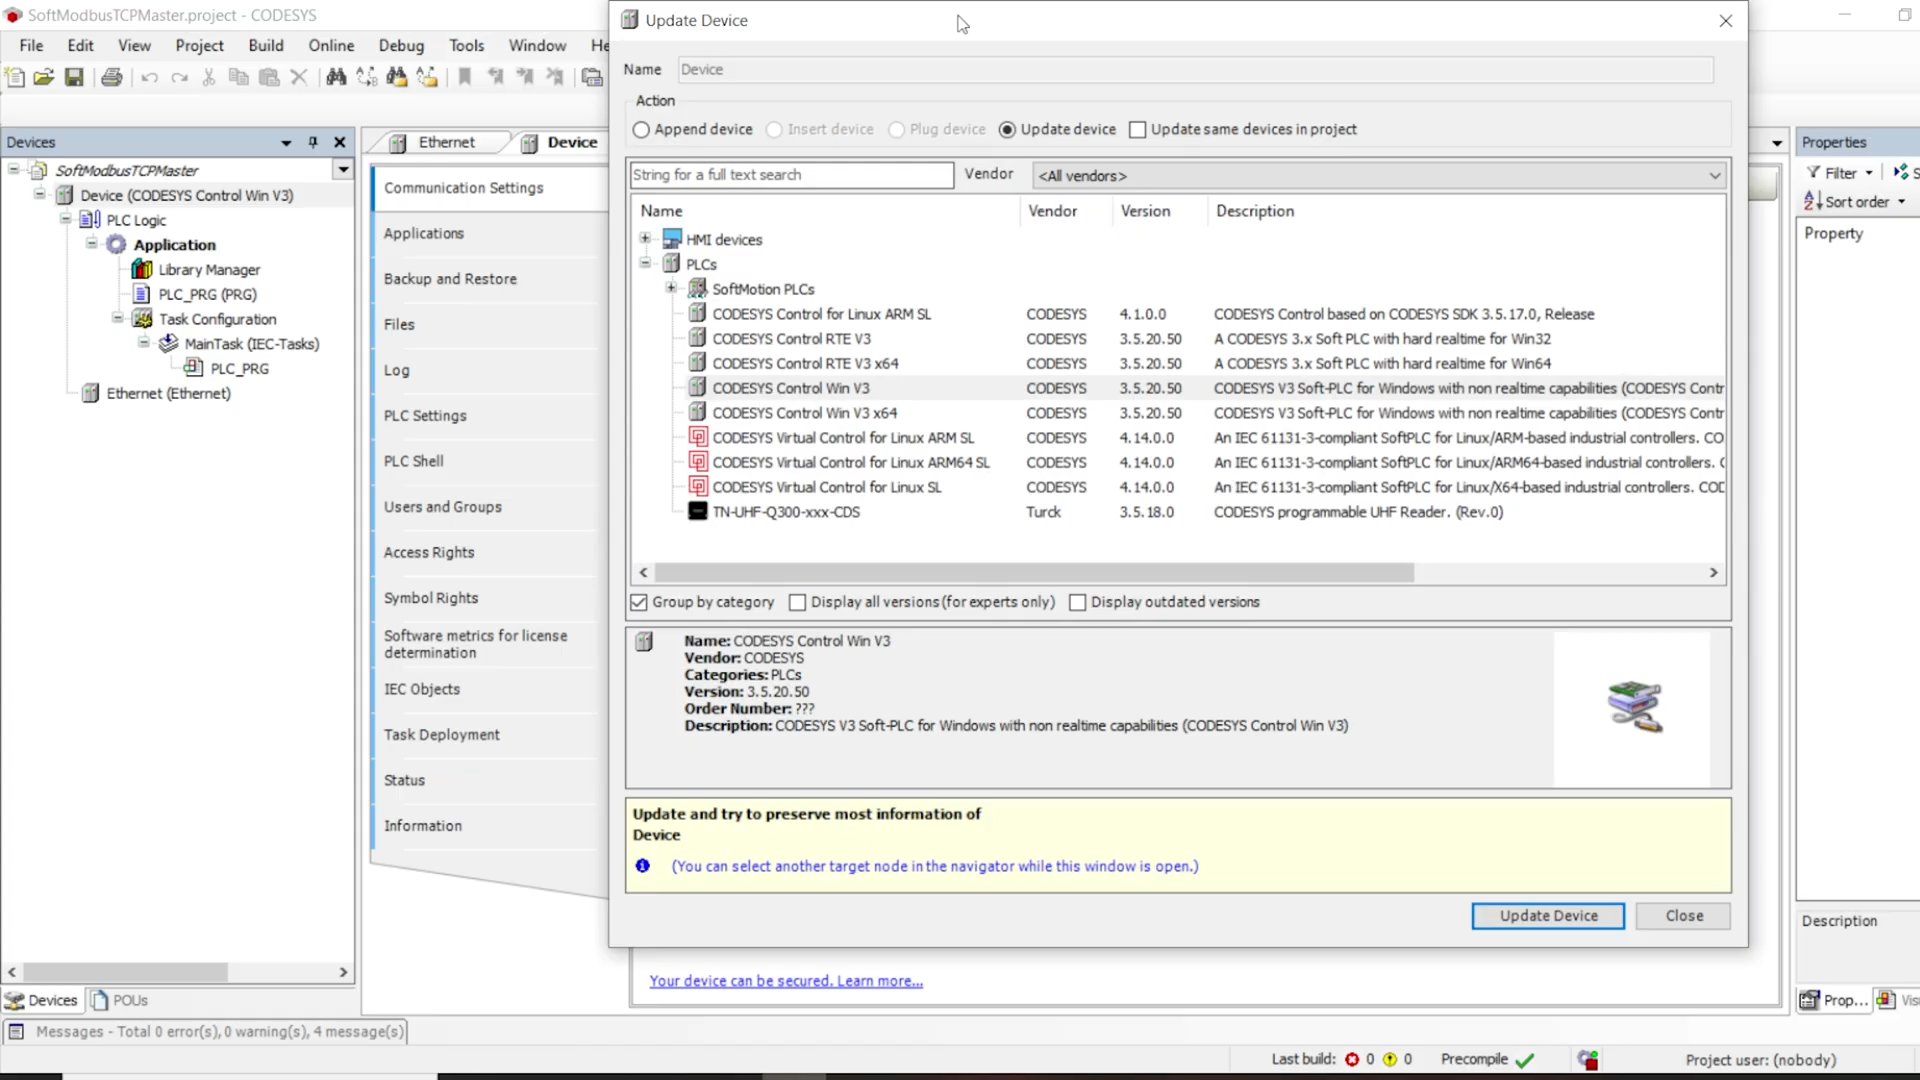 SoftModbusTCPMaster.project - CODESYS
File Edit View Project Build Online Debug Tools Window He
Devices
SoftModbusTCPMaster
Device (CODESYS Control Win V3)
PLC Logic
Application
Library Manager
PLC_PRG (PRG)
Task Configuration
MainTask (IEC-Tasks)
PLC_PRG
Ethernet (Ethernet)
Devices POUs
Ethernet Device
Communication Settings
Applications
Backup and Restore
Files
Log
PLC Settings
PLC Shell
Users and Groups
Access Rights
Symbol Rights
Software metrics for license
determination
IEC Objects
Task Deployment
Status
Information
Update Device
Name Device
Action
Append device Insert device Plug device Update device Update same devices in project
String for a full text search Vendor <All vendors>
Name Vendor Version Description
HMI devices
PLCs
SoftMotion PLCs
CODESYS Control for Linux ARM SL CODESYS 4.1.0.0 CODESYS Control based on CODESYS SDK 3.5.17.0, Release
CODESYS Control RTE V3 CODESYS 3.5.20.50 A CODESYS 3.x Soft PLC with hard realtime for Win32
CODESYS Control RTE V3 x64 CODESYS 3.5.20.50 A CODESYS 3.x Soft PLC with hard realtime for Win64
CODESYS Control Win V3 CODESYS 3.5.20.50 CODESYS V3 Soft-PLC for Windows with non realtime capabilities (CODESYS Contr
CODESYS Control Win V3 x64 CODESYS 3.5.20.50 CODESYS V3 Soft-PLC for Windows with non realtime capabilities (CODESYS Contr
CODESYS Virtual Control for Linux ARM SL CODESYS 4.14.0.0 An IEC 61131-3-compliant SoftPLC for Linux/ARM-based industrial controllers. CO
CODESYS Virtual Control for Linux ARM64 SL CODESYS 4.14.0.0 An IEC 61131-3-compliant SoftPLC for Linux/ARM64-based industrial controllers. C
CODESYS Virtual Control for Linux SL CODESYS 4.14.0.0 An IEC 61131-3-compliant SoftPLC for Linux/X64-based industrial controllers. COD
TN-UHF-Q300-xxx-CDS Turck 3.5.18.0 CODESYS programmable UHF Reader. (Rev.0)
Group by category Display all versions (for experts only) Display outdated versions
Name: CODESYS Control Win V3
Vendor: CODESYS
Categories: PLCs
Version: 3.5.20.50
Order Number: ???
Description: CODESYS V3 Soft-PLC for Windows with non realtime capabilities (CODESYS Control Win V3)
Update and try to preserve most information of
Device
(You can select another target node in the navigator while this window is open.)
Update Device Close
Your device can be secured. Learn more...
Properties
Filter S
Sort order
Property
Description
Prop... Vis
Messages - Total 0 error(s), 0 warning(s), 4 message(s)
Last build: 0 0 Precompile Project user: (nobody)